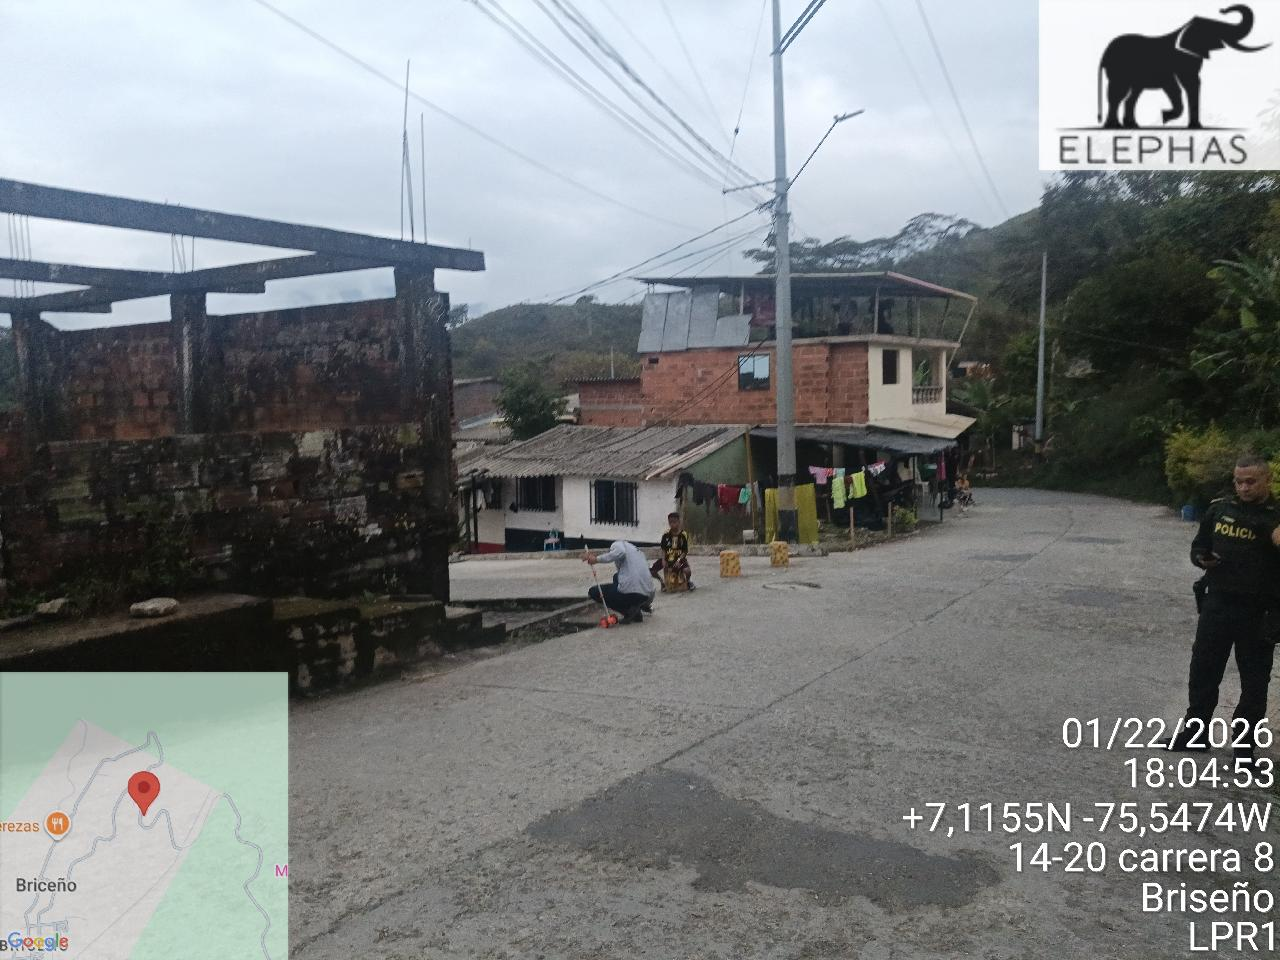 ELEPHAS
POLICIA
01/22/2026
18:04:53
+7,1155N -75,5474W
14-20 carrera 8
Briseño
LPR1
erezas
Briceño
M
Google